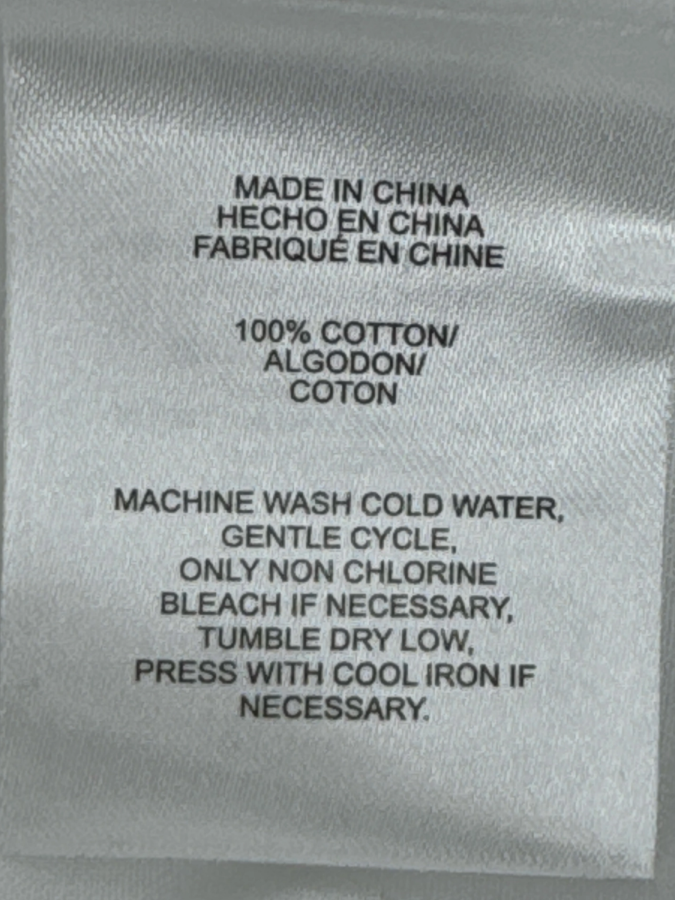 MADE IN CHINA
HECHO EN CHINA
FABRIQUÉ EN CHINE
100% COTTON/
ALGODON/
COTON
MACHINE WASH COLD WATER,
GENTLE CYCLE,
ONLY NON CHLORINE
BLEACH IF NECESSARY,
TUMBLE DRY LOW,
PRESS WITH COOL IRON IF
NECESSARY.